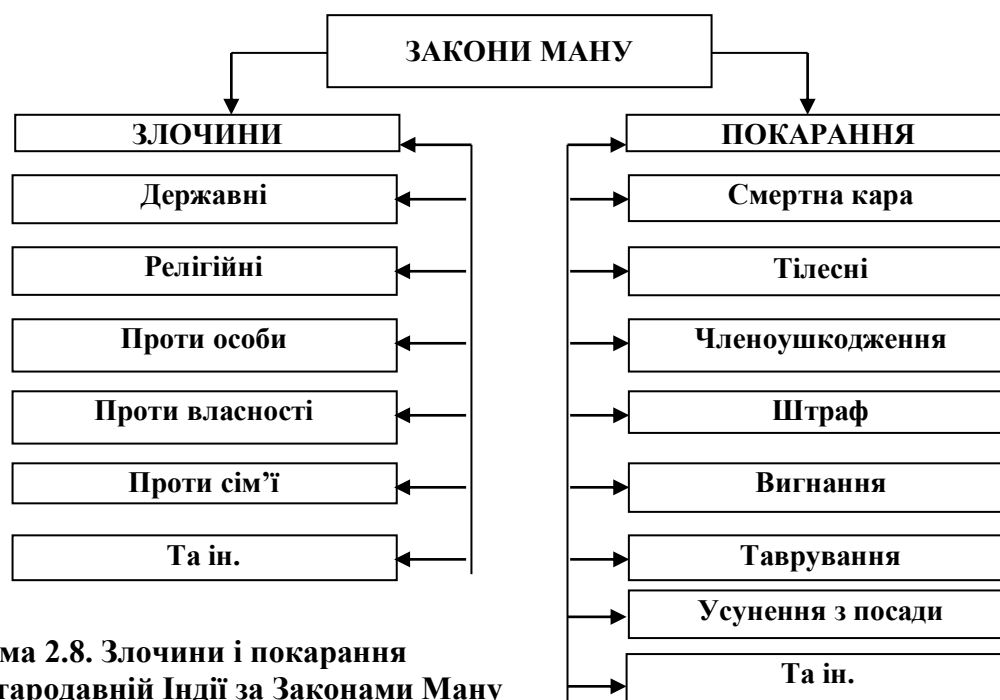 ЗАКОНИ МАНУ
ЗЛОЧИНИ
Державні
Релігійні
Проти особи
Проти власності
Проти сім’ї
Та ін.
ПОКАРАННЯ
Смертна кара
Тілесні
Членоушкодження
Штраф
Вигнання
Таврування
Усунення з посади
Та ін.
ма 2.8. Злочини і покарання
тародавній Індії за Законами Ману